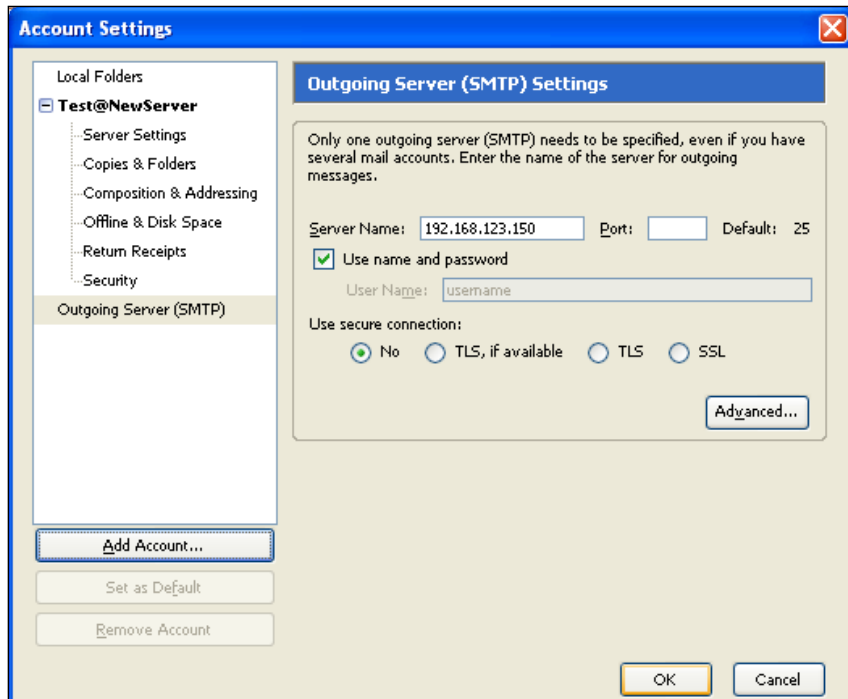 Account Settings
Local Folders
Test@NewServer
Server Settings
Copies & Folders
Composition & Addressing
Offline & Disk Space
Return Receipts
Security
Outgoing Server (SMTP)
Add Account...
Set as Default
Remove Account
Outgoing Server (SMTP) Settings
Only one outgoing server (SMTP) needs to be specified, even if you have
several mail accounts. Enter the name of the server for outgoing
messages.
Server Name: 192.168.123.150 Port: Default: 25
Use name and password
User Name: username
Use secure connection:
No TLS, if available TLS SSL
Advanced...
OK Cancel